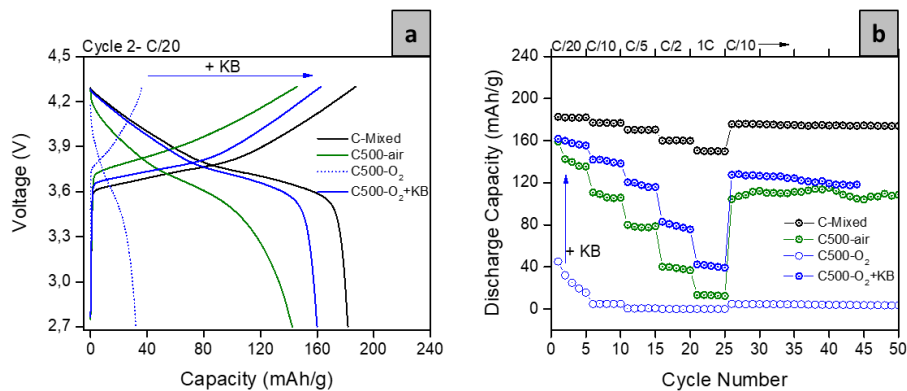 a
Cycle 2- C/20
+ KB
C-Mixed
C500-air
C500-O₂
C500-O₂+KB
4,5
4,2
3,9
3,6
3,3
3,0
2,7
Voltage (V)
0 40 80 120 160 200 240
Capacity (mAh/g)
b
C/20 C/10 C/5 C/2 1C C/10
+ KB
C-Mixed
C500-air
C500-O₂
C500-O₂+KB
240
200
160
120
80
40
0
Discharge Capacity (mAh/g)
0 5 10 15 20 25 30 35 40 45 50
Cycle Number